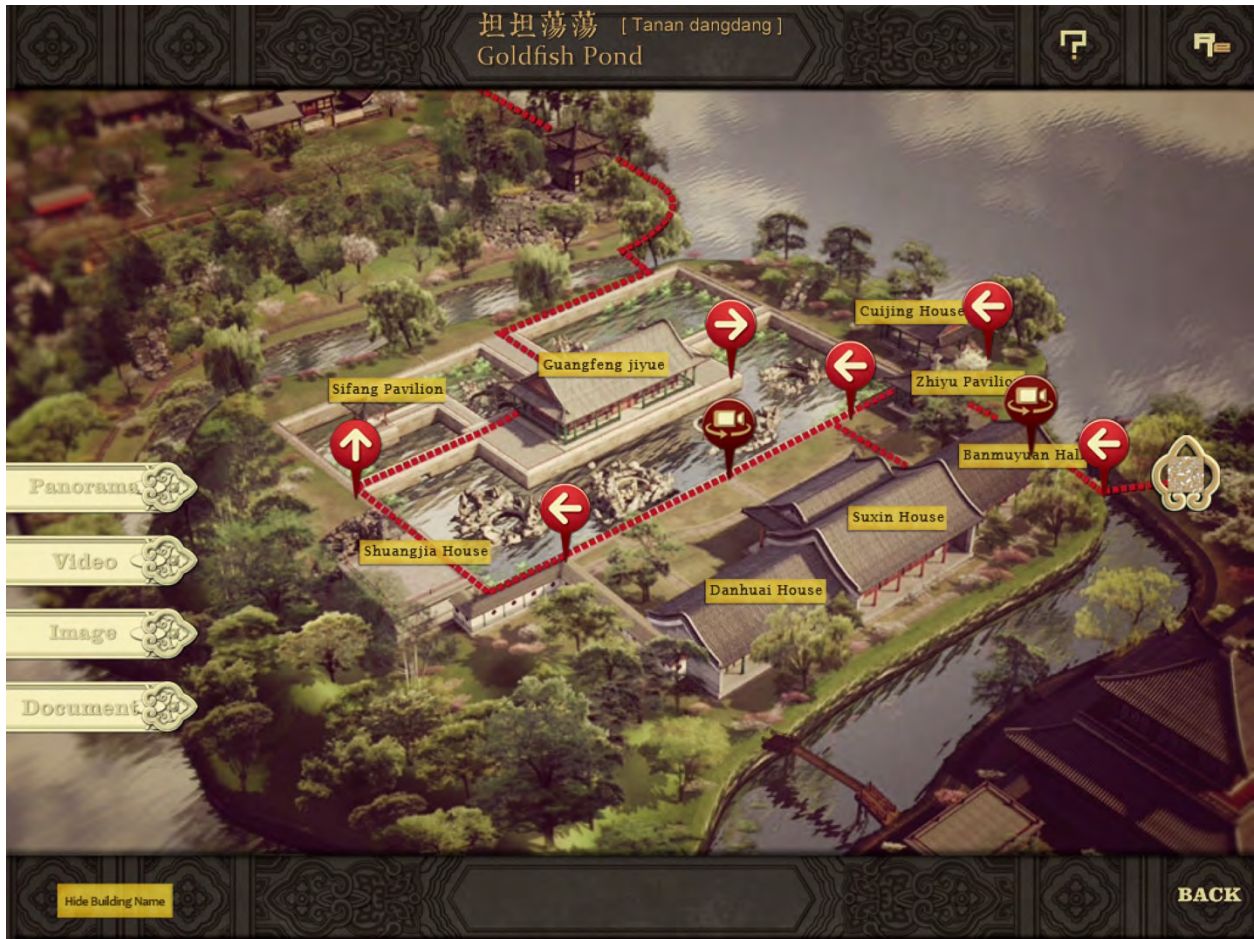 坦坦蕩蕩 [ Tanan dangdang ]
Goldfish Pond
Cuijing House
Guangfeng jiyue
Zhiyu Pavilio
Sifang Pavilion
Banmuyuan Hall
Panorama
Suxin House
Shuangjia House
Video
Danhuai House
Image
Document
Hide Building Name
BACK